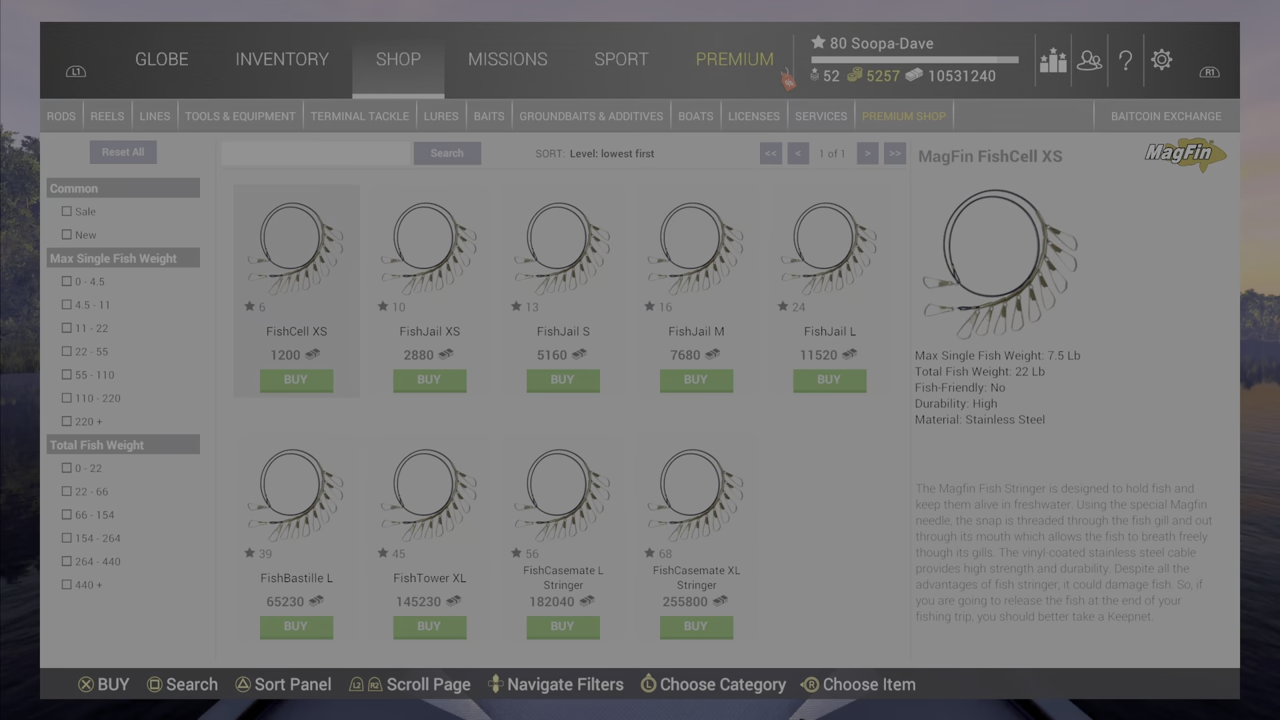 GLOBE INVENTORY SHOP MISSIONS SPORT PREMIUM
80 Soopa-Dave
52 5257 10531240
L1
R1
RODS REELS LINES TOOLS & EQUIPMENT TERMINAL TACKLE LURES BAITS GROUNDBAITS & ADDITIVES BOATS LICENSES SERVICES PREMIUM SHOP BAITCOIN EXCHANGE
Reset All
Search
SORT: Level: lowest first
<< < 1 of 1 > >>
Common
Sale
New
Max Single Fish Weight
0 - 4.5
4.5 - 11
11 - 22
22 - 55
55 - 110
110 - 220
220 +
Total Fish Weight
0 - 22
22 - 66
66 - 154
154 - 264
264 - 440
440 +
6
FishCell XS
1200
BUY
10
FishJail XS
2880
BUY
13
FishJail S
5160
BUY
16
FishJail M
7680
BUY
24
FishJail L
11520
BUY
39
FishBastille L
65230
BUY
45
FishTower XL
145230
BUY
56
FishCasemate L
Stringer
182040
BUY
68
FishCasemate XL
Stringer
255800
BUY
MagFin FishCell XS
MagFin
Max Single Fish Weight: 7.5 Lb
Total Fish Weight: 22 Lb
Fish-Friendly: No
Durability: High
Material: Stainless Steel
The Magfin Fish Stringer is designed to hold fish and
keep them alive in freshwater. Using the special Magfin
needle, the snap is threaded through the fish gill and out
through its mouth which allows the fish to breath freely
though its gills. The vinyl-coated stainless steel cable
provides high strength and durability. Despite all the
advantages of fish stringer, it could damage fish. So, if
you are going to release the fish at the end of your
fishing trip, you should better take a Keepnet.
BUY Search Sort Panel L2 R2 Scroll Page Navigate Filters L Choose Category R Choose Item